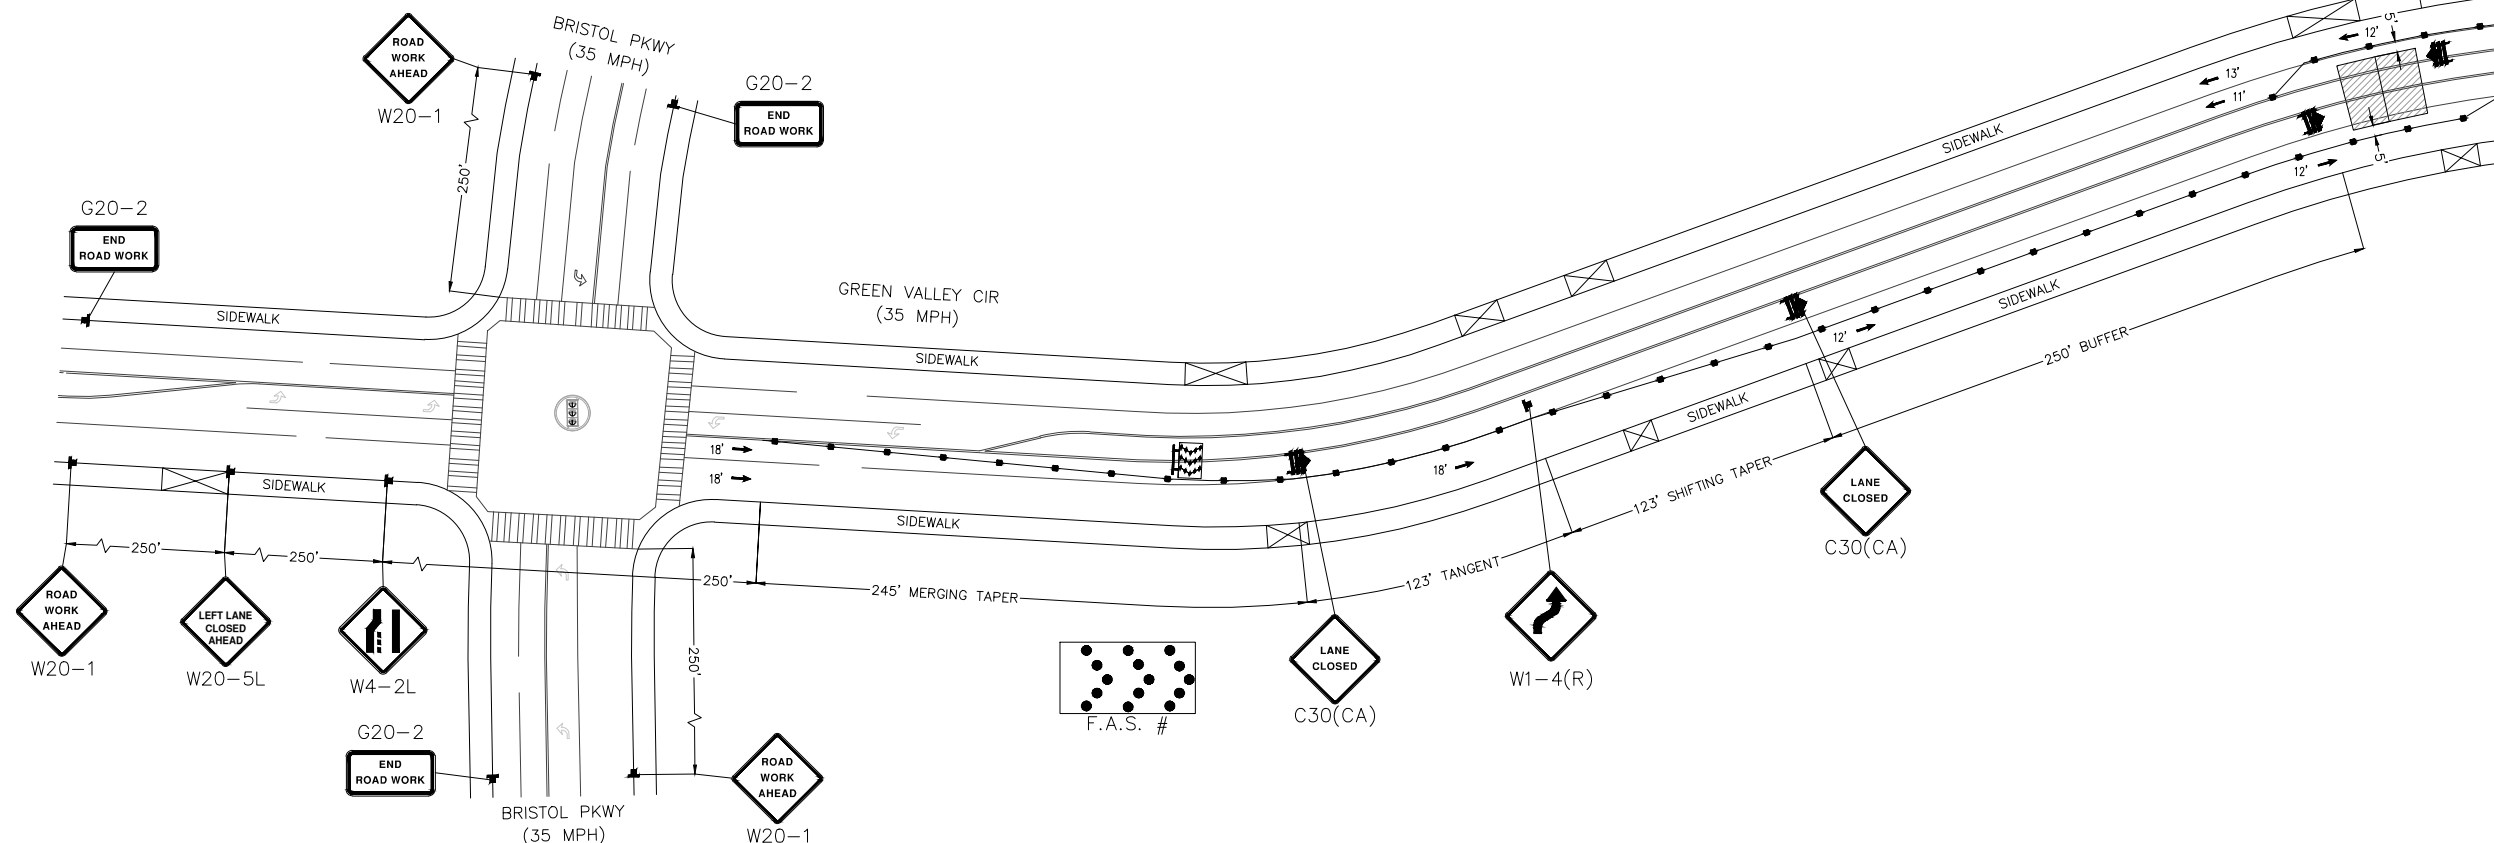 BRISTOL PKWY
(35 MPH)
ROAD
WORK
AHEAD
W20-1
G20-2
END
ROAD WORK
250'
G20-2
END
ROAD WORK
SIDEWALK
GREEN VALLEY CIR
(35 MPH)
SIDEWALK
SIDEWALK
12'
5'
13'
11'
12'
5'
18'
18'
18'
12'
SIDEWALK
SIDEWALK
SIDEWALK
SIDEWALK
250' BUFFER
123' SHIFTING TAPER
123' TANGENT
245' MERGING TAPER
250'
250'
250'
LANE
CLOSED
C30(CA)
ROAD
WORK
AHEAD
W20-1
LEFT LANE
CLOSED
AHEAD
W20-5L
W4-2L
250'
F.A.S. #
LANE
CLOSED
C30(CA)
W1-4(R)
G20-2
END
ROAD WORK
BRISTOL PKWY
(35 MPH)
ROAD
WORK
AHEAD
W20-1